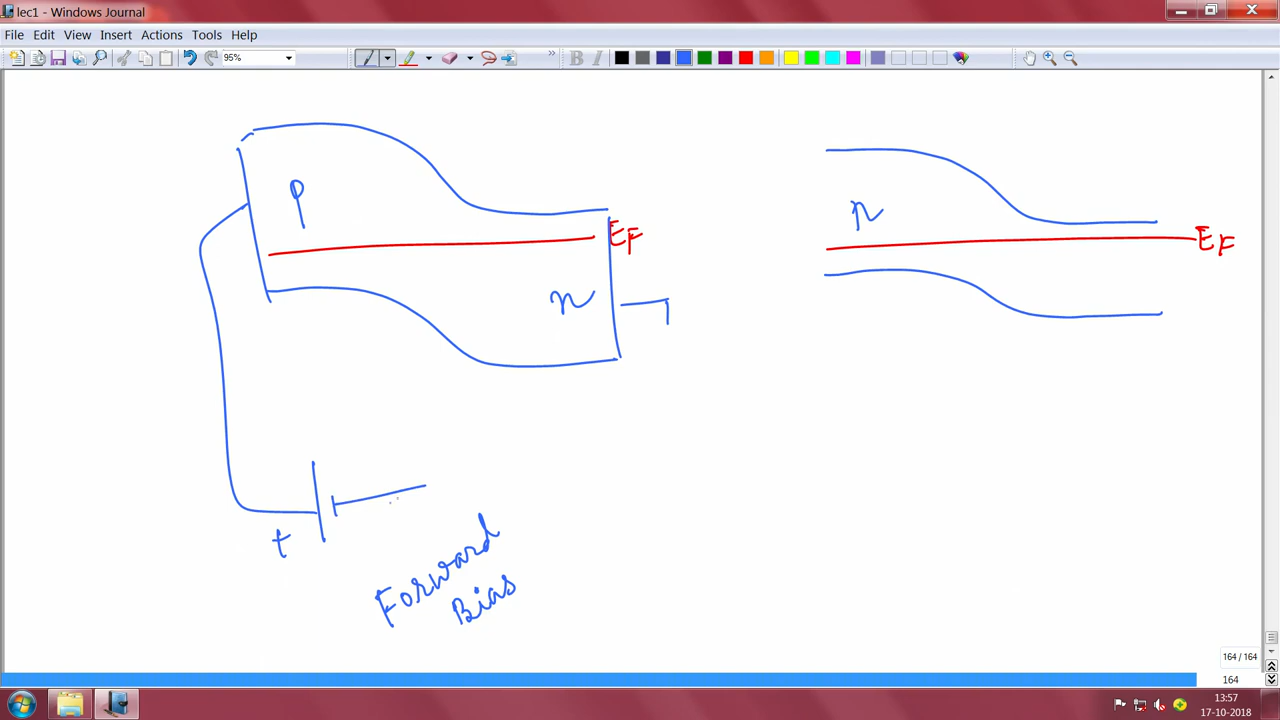 lec1 - Windows Journal
File Edit View Insert Actions Tools Help
95%
P
EF
n
n
EF
+
Forward
Bias
164 / 164
164
13:57
17-10-2018